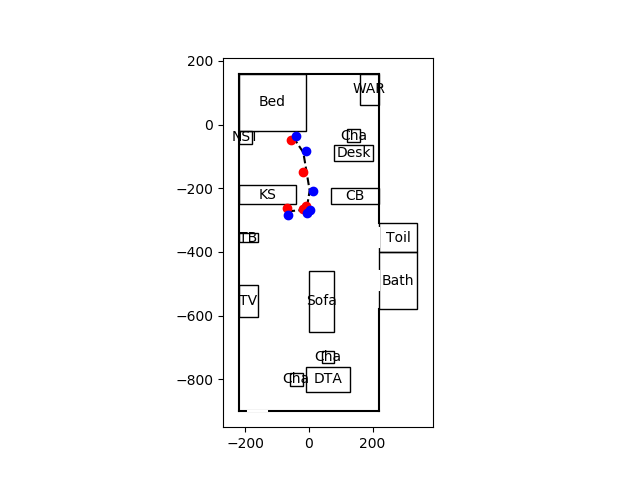 200
0
−200
−400
−600
−800
−200 0 200
Bed
WAR
NST
Cha
Desk
KS
CB
TB
Toil
Bath
TV
Sofa
Cha
Cha
DTA